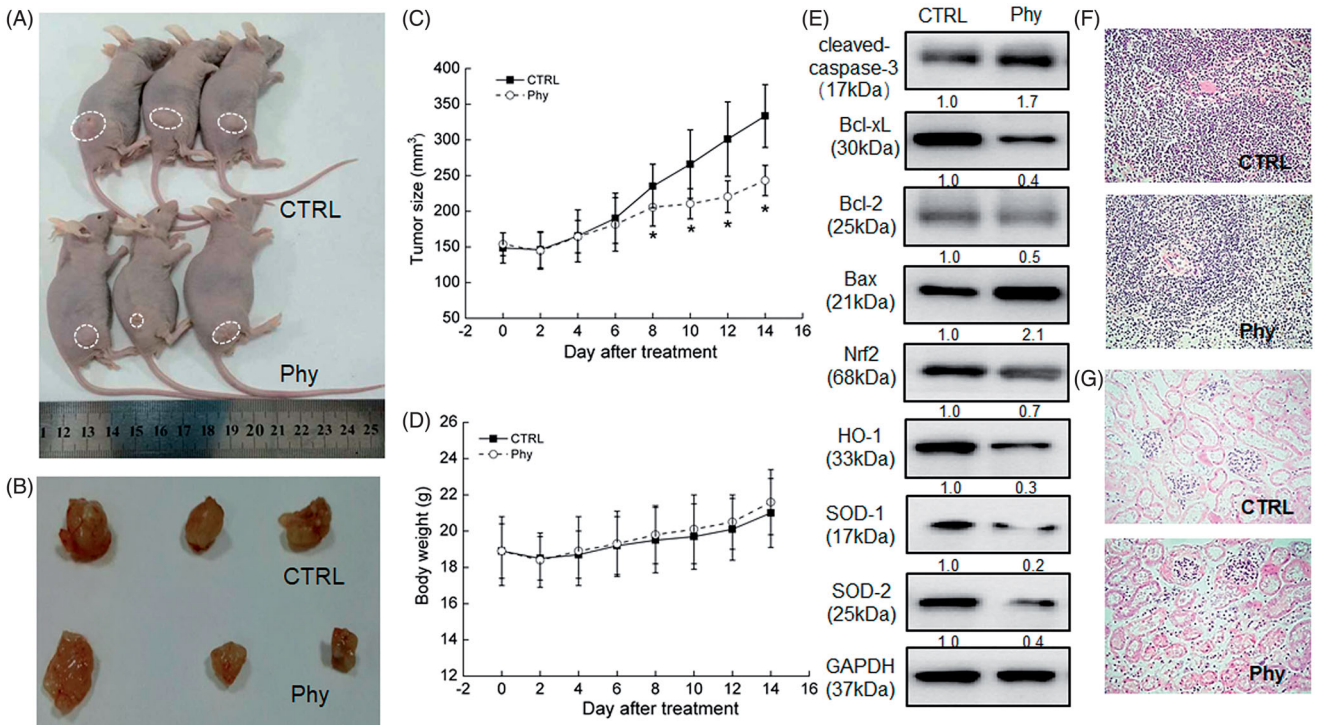 (A)
CTRL
Phy
1 12 13 14 15 16 17 18 19 20 21 22 23 24 25
(B)
CTRL
Phy
(C)
400
350
300
250
200
150
100
50
Tumor size (mm³)
CTRL
Phy
* * * *
-2 0 2 4 6 8 10 12 14 16
Day after treatment
(D)
26
24
22
20
18
16
14
12
Body weight (g)
CTRL
Phy
-2 0 2 4 6 8 10 12 14 16
Day after treatment
(E)
CTRL Phy
cleaved-
caspase-3
(17kDa)
1.0 1.7
Bcl-xL
(30kDa)
1.0 0.4
Bcl-2
(25kDa)
1.0 0.5
Bax
(21kDa)
1.0 2.1
Nrf2
(68kDa)
1.0 0.7
HO-1
(33kDa)
1.0 0.3
SOD-1
(17kDa)
1.0 0.2
SOD-2
(25kDa)
1.0 0.4
GAPDH
(37kDa)
(F)
CTRL
Phy
(G)
CTRL
Phy